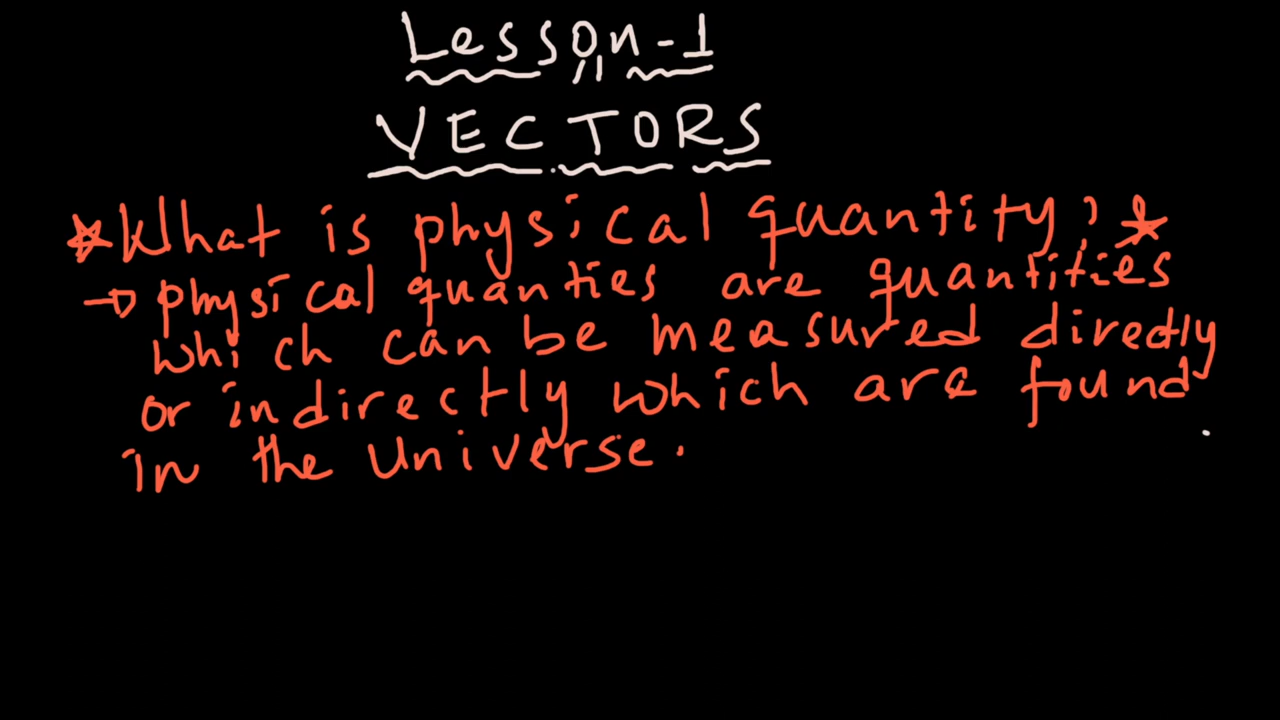 Lesson-1
VECTORS
*What is physical quantity?*
→ physical quanties are quantities
which can be measured directly
or indirectly which are found
in the Universe.